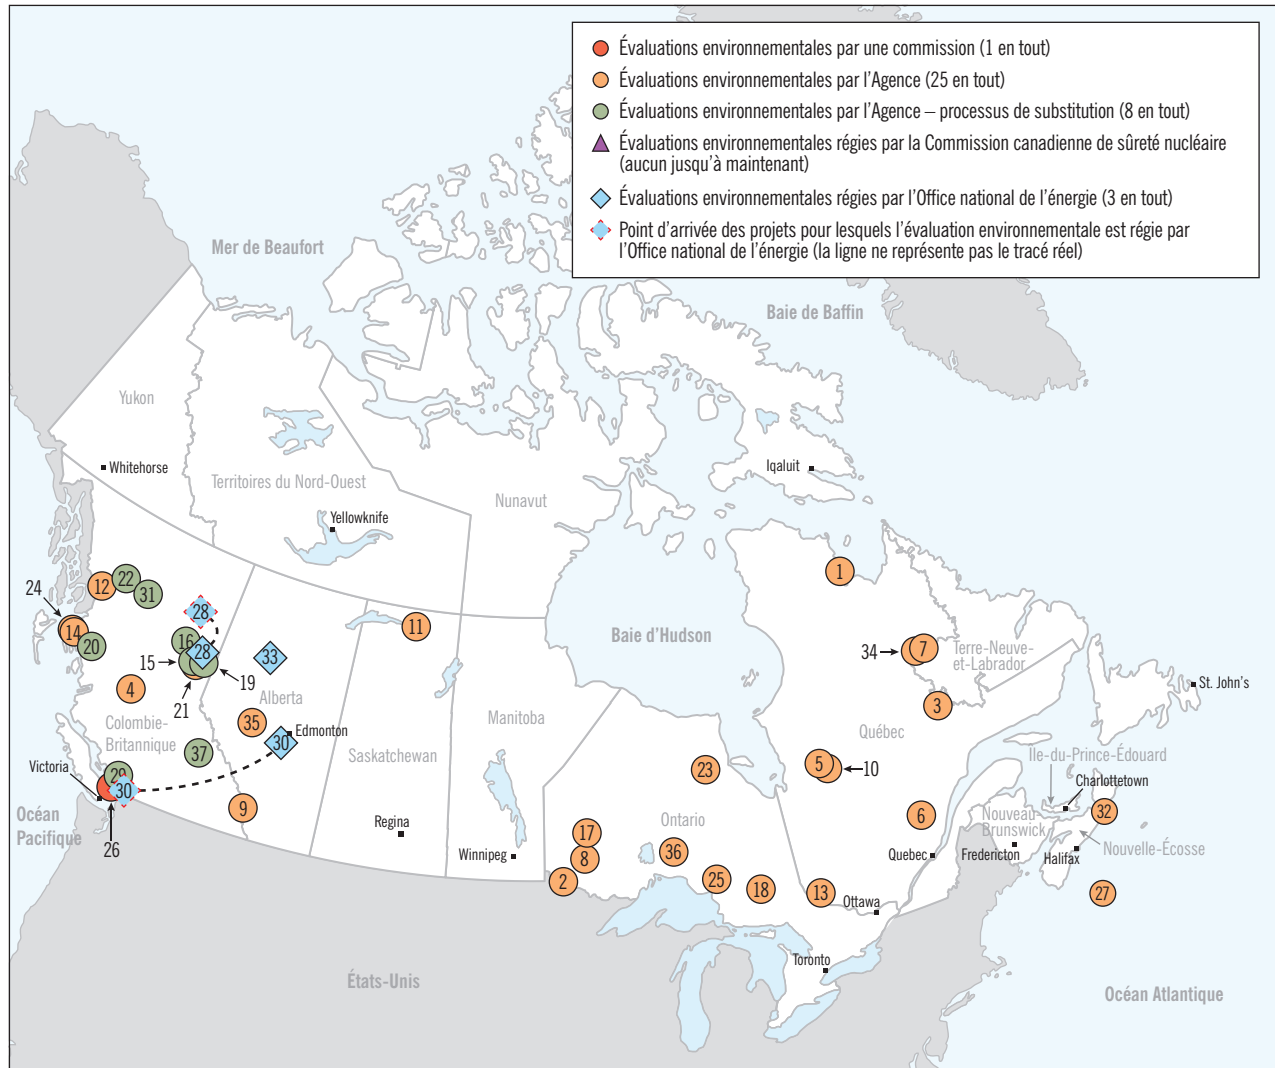 Évaluations environnementales par une commission (1 en tout)
Évaluations environnementales par l'Agence (25 en tout)
Évaluations environnementales par l'Agence – processus de substitution (8 en tout)
Évaluations environnementales régies par la Commission canadienne de sûreté nucléaire
(aucun jusqu'à maintenant)
Évaluations environnementales régies par l'Office national de l'énergie (3 en tout)
Point d'arrivée des projets pour lesquels l'évaluation environnementale est régie par
l'Office national de l'énergie (la ligne ne représente pas le tracé réel)
Mer de Beaufort
Baie de Baffin
Yukon
Whitehorse
Territoires du Nord-Ouest
Iqaluit
Nunavut
Yellowknife
1
22
12
31
24
28
11
14
16
Baie d'Hudson
20
28
33
34
7
Terre-Neuve-
et-Labrador
15
19
St. John's
4
21
Alberta
3
Colombie-
Britannique
35
Manitoba
Edmonton
30
Québec
37
Saskatchewan
Île-du-Prince-Édouard
Victoria
29
23
5
10
Charlottetown
30
Océan
Pacifique
9
32
6
Nouveau-
Brunswick
Regina
Ontario
17
26
Winnipeg
8
36
Quebec
Fredericton
Halifax
Nouvelle-Écosse
2
25
18
13
27
Ottawa
Toronto
États-Unis
Océan Atlantique